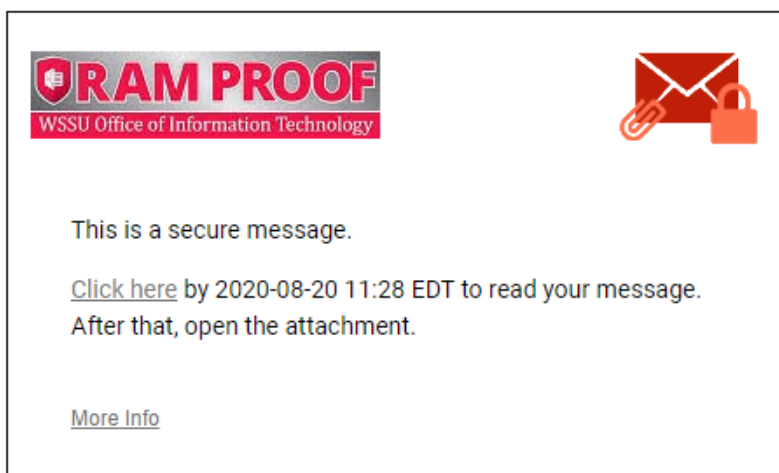 RAM PROOF
WSSU Office of Information Technology
This is a secure message.
Click here by 2020-08-20 11:28 EDT to read your message.
After that, open the attachment.
More Info